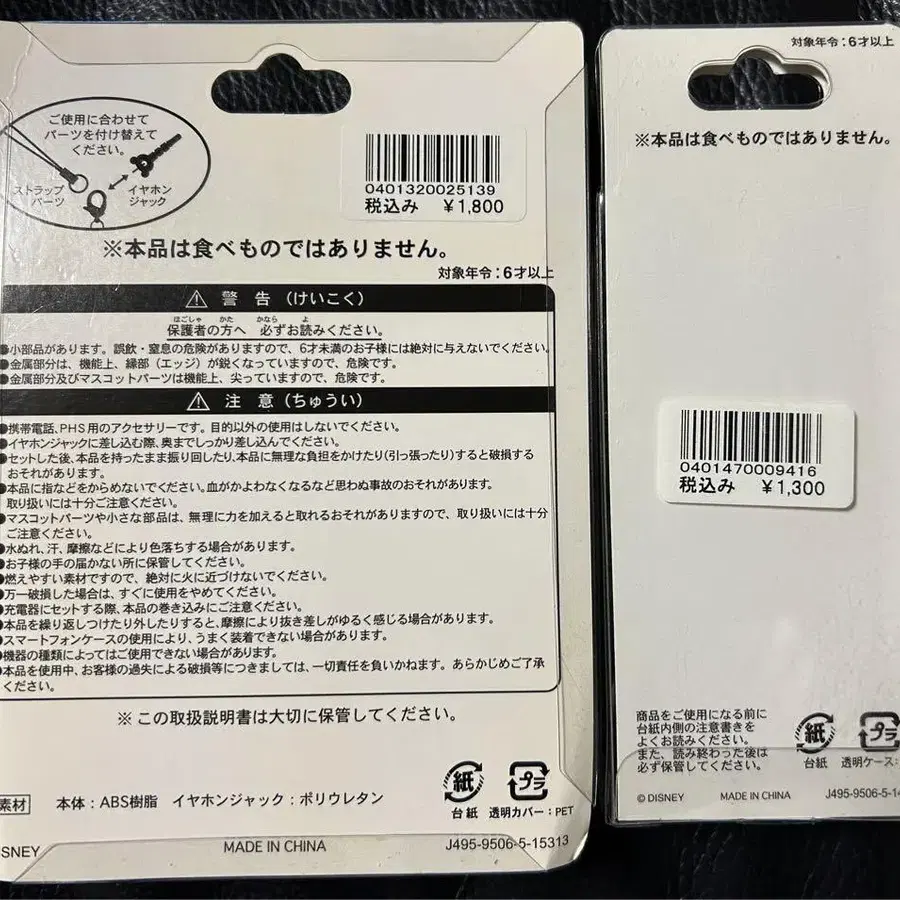 ご使用に合わせて
パーツを付け替えて
ください。
ストラップ
パーツ
イヤホン
ジャック
0401320025139
税込み ¥1,800
※本品は食べものではありません。
対象年令:6才以上
⚠ 警 告 (けいこく)
ほごしゃ かた かなら よ
保護者の方へ 必ずお読みください。
●小部品があります。誤飲・窒息の危険がありますので、6才未満のお子様には絶対に与えないでください。
●金属部分は、機能上、縁部(エッジ)が鋭くなっていますので、危険です。
●金属部分及びマスコットパーツは機能上、尖っていますので、危険です。
⚠ 注 意 (ちゅうい)
●携帯電話、PHS用のアクセサリーです。目的以外の使用はしないでください。
●イヤホンジャックに差し込む際、奥までしっかり差し込んでください。
●セットした後、本品を持ったまま振り回したり、本品に無理な負担をかけたり(引っ張ったり)すると破損する
おそれがあります。
●本品に指などをからめないでください。血がかよわなくなるなど思わぬ事故のおそれがあります。
取り扱いには十分ご注意ください。
●マスコットパーツや小さな部品は、無理に力を加えると取れるおそれがありますので、取り扱いには十分
ご注意ください。
●水ぬれ、汗、摩擦などにより色落ちする場合があります。
●お子様の手の届かない所に保管してください。
●燃えやすい素材ですので、絶対に火に近づけないでください。
●万一破損した場合は、すぐに使用をやめてください。
●充電器にセットする際、本品の巻き込みにご注意ください。
●本品を繰り返しつけたり外したりすると、摩擦により抜き差しがゆるく感じる場合があります。
●スマートフォンケースの使用により、うまく装着できない場合があります。
●機器の種類によってはご使用できない場合があります。
●本品を使用中、お客様の過失による破損等につきましては、一切責任を負いかねます。あらかじめご了承
ください。
※この取扱説明書は大切に保管してください。
素材 本体:ABS樹脂 イヤホンジャック:ポリウレタン
紙
台紙
プラ
透明カバー:PET
SNEY
MADE IN CHINA
J495-9506-5-15313
対象年令:6才以上
※本品は食べものではありません。
0401470009416
税込み ¥1,300
商品をご使用になる前に
台紙内側の注意書きを
よくお読みください。
また、読み終わった後は
必ず保管してください。
紙
台紙
プラ
透明ケース:
© DISNEY
MADE IN CHINA
J495-9506-5-14